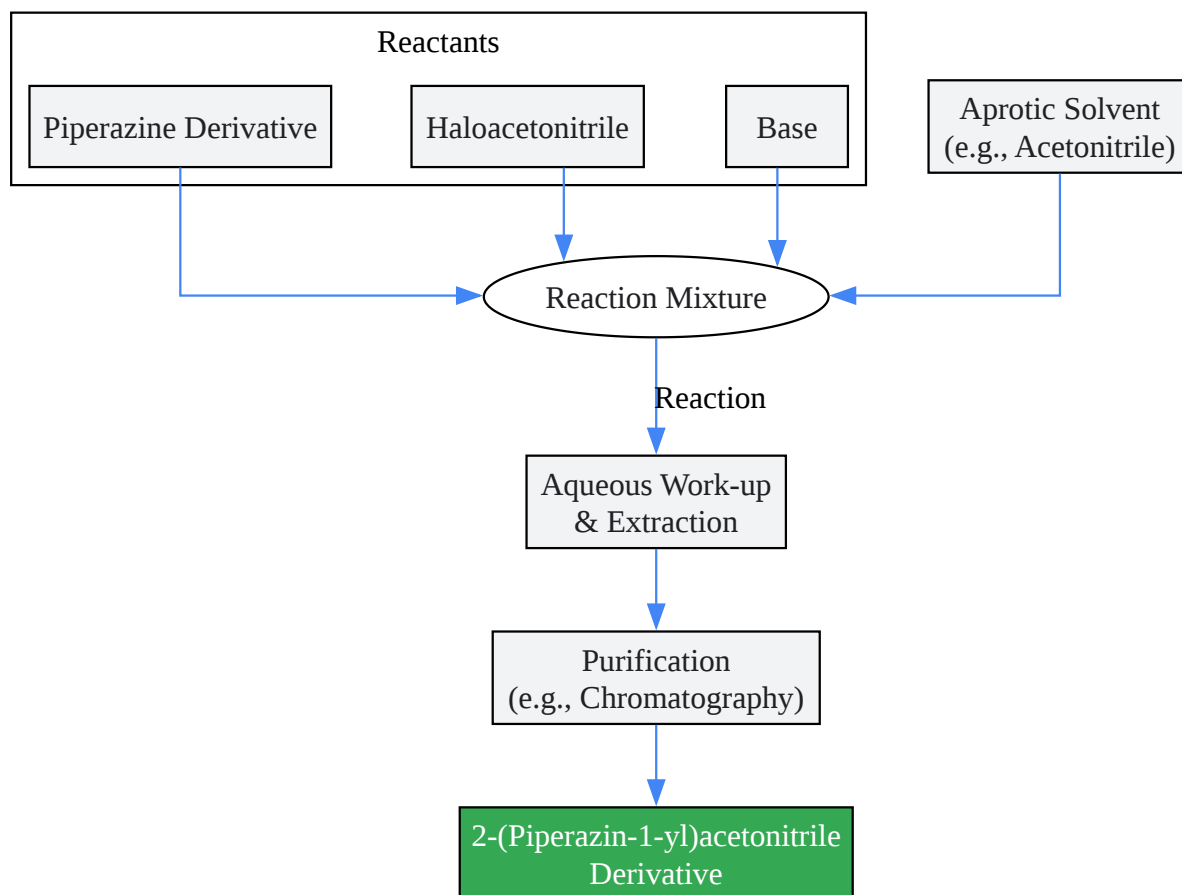 Reactants
Piperazine Derivative
Haloacetonitrile
Base
Aprotic Solvent
(e.g., Acetonitrile)
Reaction Mixture
Reaction
Aqueous Work-up
& Extraction
Purification
(e.g., Chromatography)
2-(Piperazin-1-yl)acetonitrile
Derivative